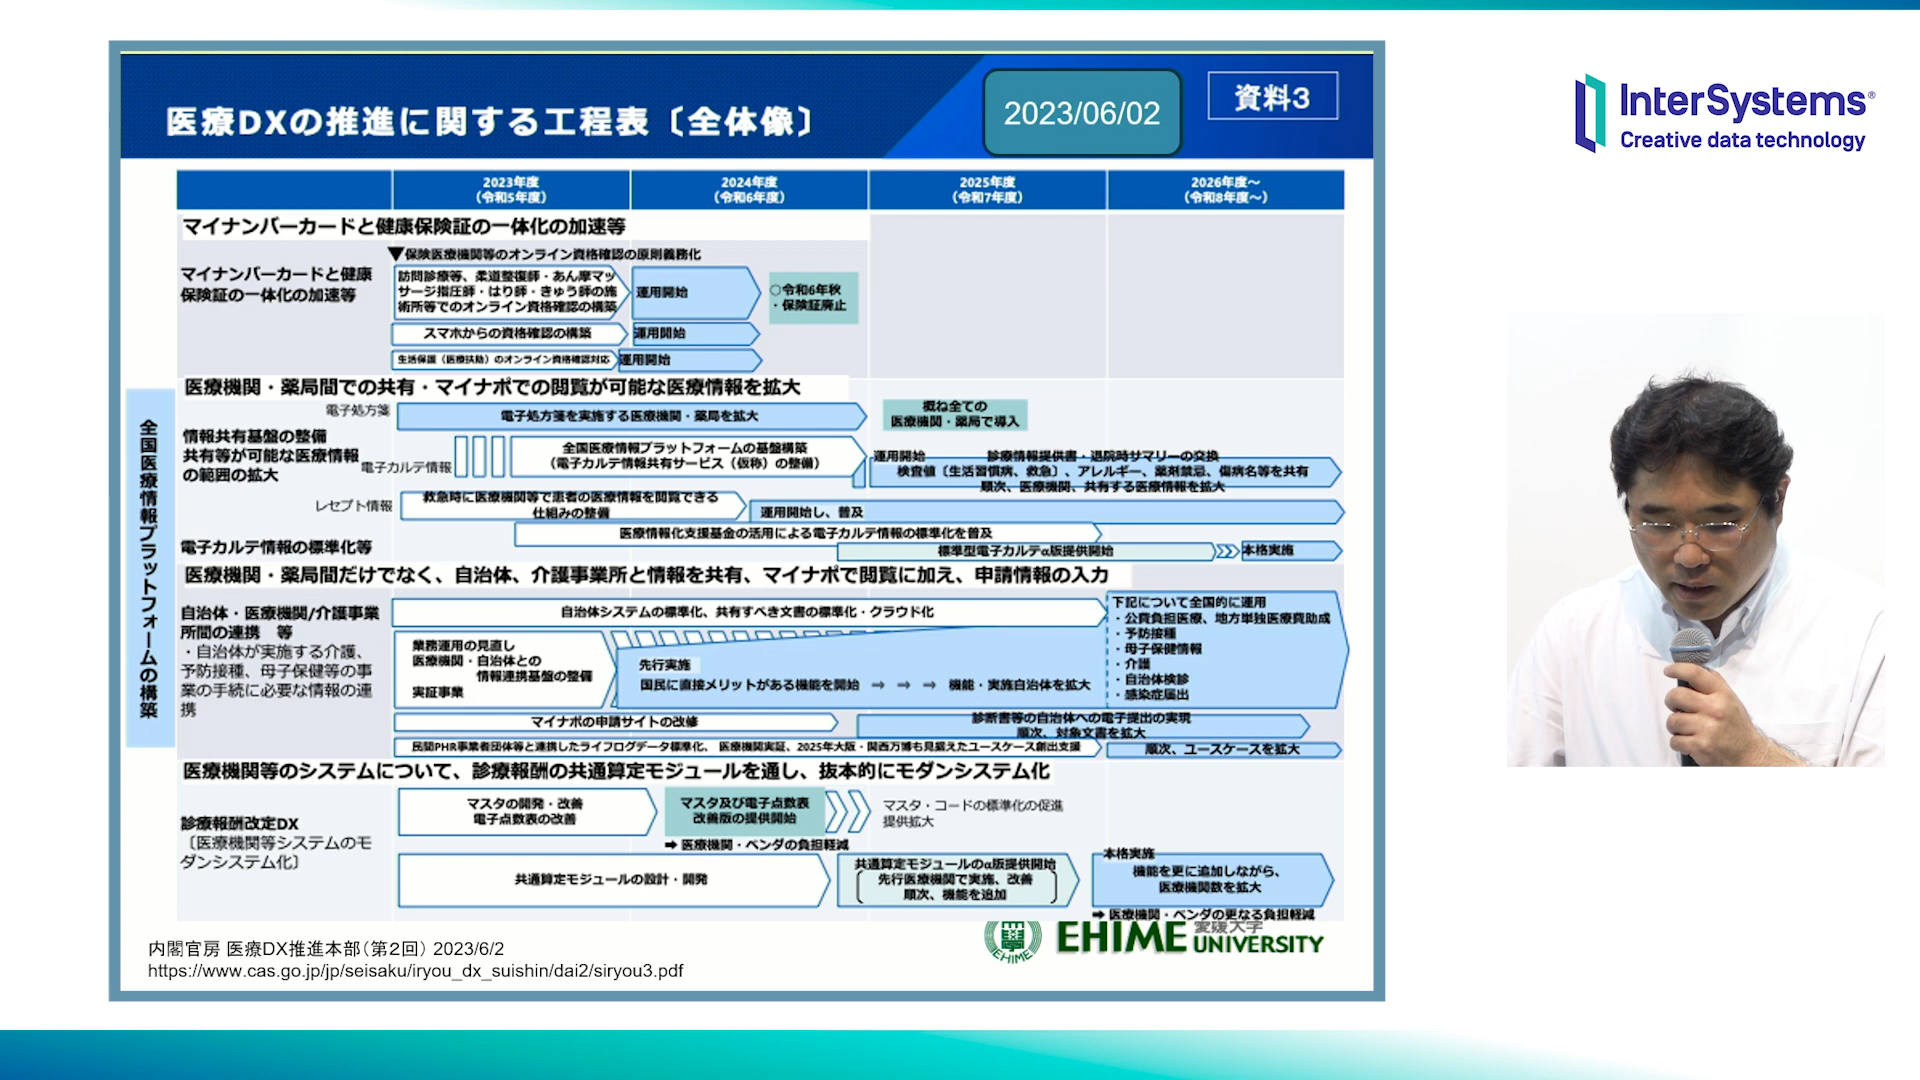 医療DXの推進に関する工程表〔全体像〕
2023/06/02
資料3
InterSystems®
Creative data technology
2023年度
(令和5年度)
2024年度
(令和6年度)
2025年度
(令和7年度)
2026年度～
(令和8年度～)
マイナンバーカードと健康保険証の一体化の加速等
▼保険医療機関等のオンライン資格確認の原則義務化
マイナンバーカードと健康
保険証の一体化の加速等
訪問診療等、柔道整復師・あん摩マッ
サージ指圧師・はり師・きゅう師の施
術所等でのオンライン資格確認の構築
運用開始
○令和6年秋
・保険証廃止
スマホからの資格確認の構築
運用開始
生活保護（医療扶助）のオンライン資格確認対応
運用開始
全国医療情報プラットフォームの構築
医療機関・薬局間での共有・マイナポでの閲覧が可能な医療情報を拡大
電子処方箋
電子処方箋を実施する医療機関・薬局を拡大
概ね全ての
医療機関・薬局で導入
情報共有基盤の整備
共有等が可能な医療情報
の範囲の拡大
電子カルテ情報
全国医療情報プラットフォームの基盤構築
（電子カルテ情報共有サービス（仮称）の整備）
運用開始
診療情報提供書・退院時サマリーの交換
検査値〔生活習慣病、救急〕、アレルギー、薬剤禁忌、傷病名等を共有
順次、医療機関、共有する医療情報を拡大
レセプト情報
救急時に医療機関等で患者の医療情報を閲覧できる
仕組みの整備
運用開始し、普及
医療情報化支援基金の活用による電子カルテ情報の標準化を普及
電子カルテ情報の標準化等
標準型電子カルテα版提供開始
本格実施
医療機関・薬局間だけでなく、自治体、介護事業所と情報を共有、マイナポで閲覧に加え、申請情報の入力
自治体・医療機関/介護事業
所間の連携　等
・自治体が実施する介護、
予防接種、母子保健等の事
業の手続に必要な情報の連
携
自治体システムの標準化、共有すべき文書の標準化・クラウド化
業務運用の見直し
医療機関・自治体との
情報連携基盤の整備
実証事業
先行実施
国民に直接メリットがある機能を開始　→　→　→　機能・実施自治体を拡大
下記について全国的に運用
・公費負担医療、地方単独医療費助成
・予防接種
・母子保健情報
・介護
・自治体検診
・感染症届出
マイナポの申請サイトの改修
診断書等の自治体への電子提出の実現
順次、対象文書を拡大
民間PHR事業者団体等と連携したライフログデータ標準化、 医療機関実証、2025年大阪・関西万博も見据えたユースケース創出支援
順次、ユースケースを拡大
医療機関等のシステムについて、診療報酬の共通算定モジュールを通し、抜本的にモダンシステム化
診療報酬改定DX
〔医療機関等システムのモ
ダンシステム化〕
マスタの開発・改善
電子点数表の改善
マスタ及び電子点数表
改善版の提供開始
マスタ・コードの標準化の促進
提供拡大
➡ 医療機関・ベンダの負担軽減
共通算定モジュールの設計・開発
共通算定モジュールのα版提供開始
先行医療機関で実施、改善
順次、機能を追加
本格実施
機能を更に追加しながら、
医療機関数を拡大
➡ 医療機関・ベンダの更なる負担軽減
EHIME
愛媛大学
EHIME UNIVERSITY
内閣官房 医療DX推進本部（第2回） 2023/6/2
https://www.cas.go.jp/jp/seisaku/iryou_dx_suishin/dai2/siryou3.pdf